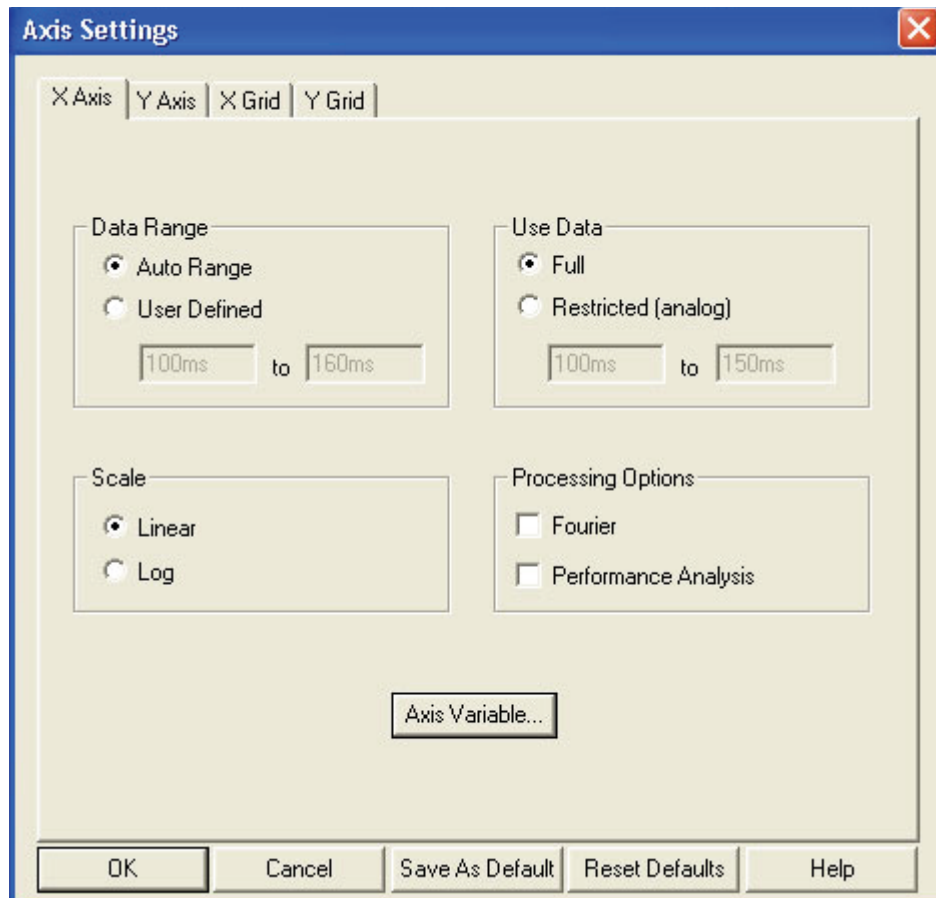 Axis Settings
X Axis Y Axis X Grid Y Grid
Data Range
Auto Range
User Defined
100ms to 160ms
Use Data
Full
Restricted (analog)
100ms to 150ms
Scale
Linear
Log
Processing Options
Fourier
Performance Analysis
Axis Variable...
OK Cancel Save As Default Reset Defaults Help